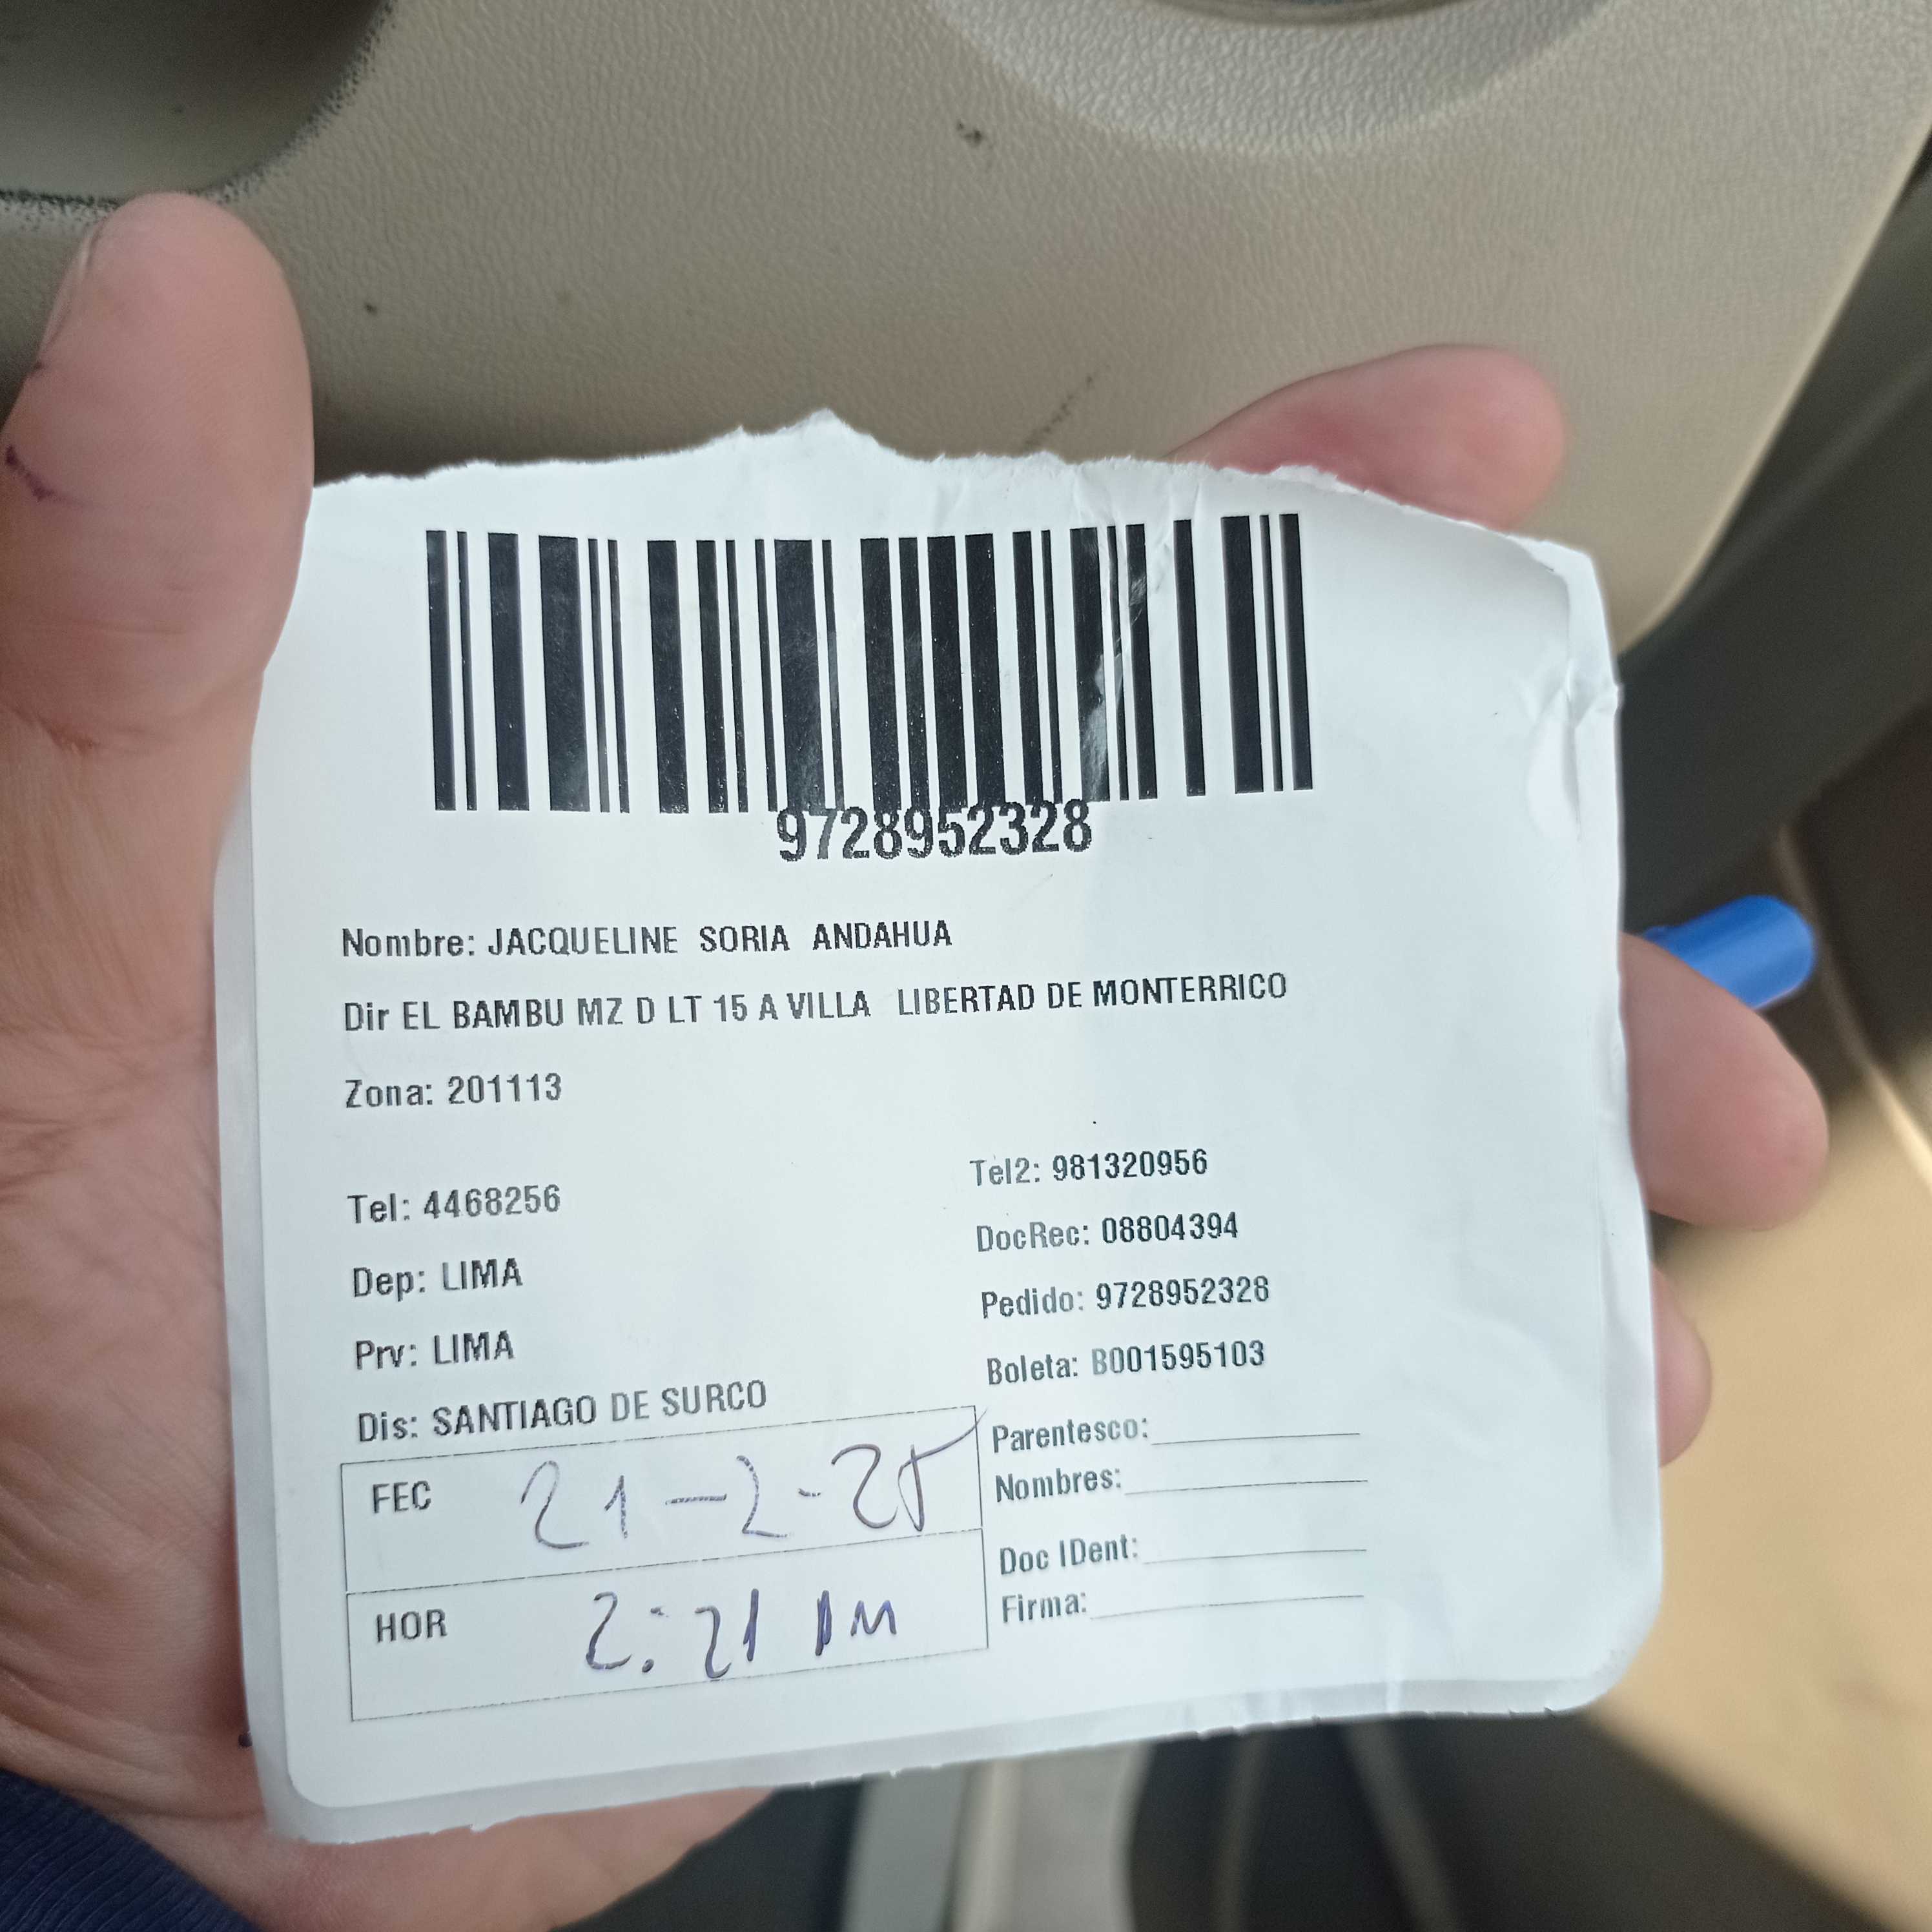 9728952328
Nombre: JACQUELINE SORIA ANDAHUA
Dir EL BAMBU MZ D LT 15 A VILLA LIBERTAD DE MONTERRICO
Zona: 201113
Tel: 4468256
Tel2: 981320956
DocRec: 08804394
Dep: LIMA
Pedido: 9728952328
Prv: LIMA
Boleta: B001595103
Dis: SANTIAGO DE SURCO
Parentesco:
FEC 21-2-25
Nombres:
Doc IDent:
HOR 2:21 PM
Firma: